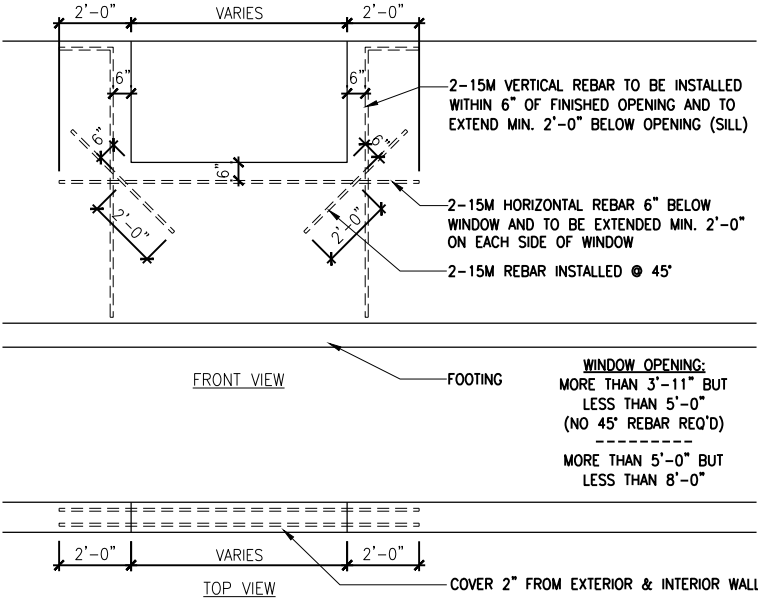 2'-0" VARIES 2'-0"
6" 6"
2-15M VERTICAL REBAR TO BE INSTALLED
WITHIN 6" OF FINISHED OPENING AND TO
EXTEND MIN. 2'-0" BELOW OPENING (SILL)
6" 6" 6"
2-15M HORIZONTAL REBAR 6" BELOW
WINDOW AND TO BE EXTENDED MIN. 2'-0"
ON EACH SIDE OF WINDOW
2'-0" 2'-0"
2-15M REBAR INSTALLED @ 45°
FRONT VIEW
FOOTING
WINDOW OPENING:
MORE THAN 3'-11" BUT
LESS THAN 5'-0"
(NO 45° REBAR REQ'D)
----------
MORE THAN 5'-0" BUT
LESS THAN 8'-0"
2'-0" VARIES 2'-0"
TOP VIEW
COVER 2" FROM EXTERIOR & INTERIOR WALL